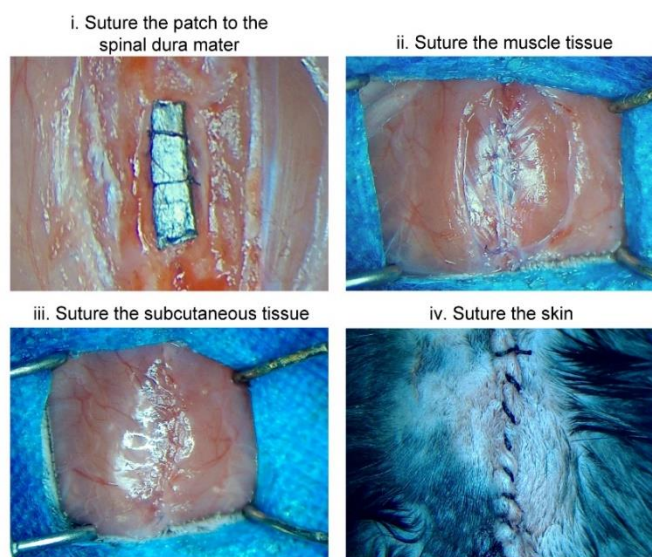 i. Suture the patch to the
spinal dura mater
ii. Suture the muscle tissue
iii. Suture the subcutaneous tissue
iv. Suture the skin